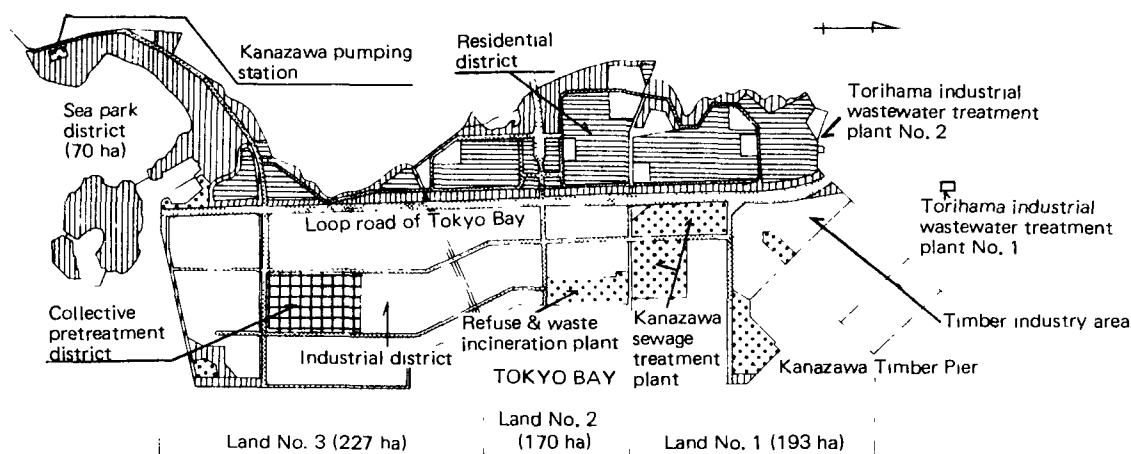 Kanazawa pumping
station
Residential
district
Torihama industrial
wastewater treatment
plant No. 2
Sea park
district
(70 ha)
Torihama industrial
wastewater treatment
plant No. 1
Loop road of Tokyo Bay
Collective
pretreatment
district
Industrial district
Refuse & waste
incineration plant
Kanazawa
sewage
treatment
plant
Timber industry area
Kanazawa Timber Pier
TOKYO BAY
Land No. 3 (227 ha)
Land No. 2
(170 ha)
Land No. 1 (193 ha)